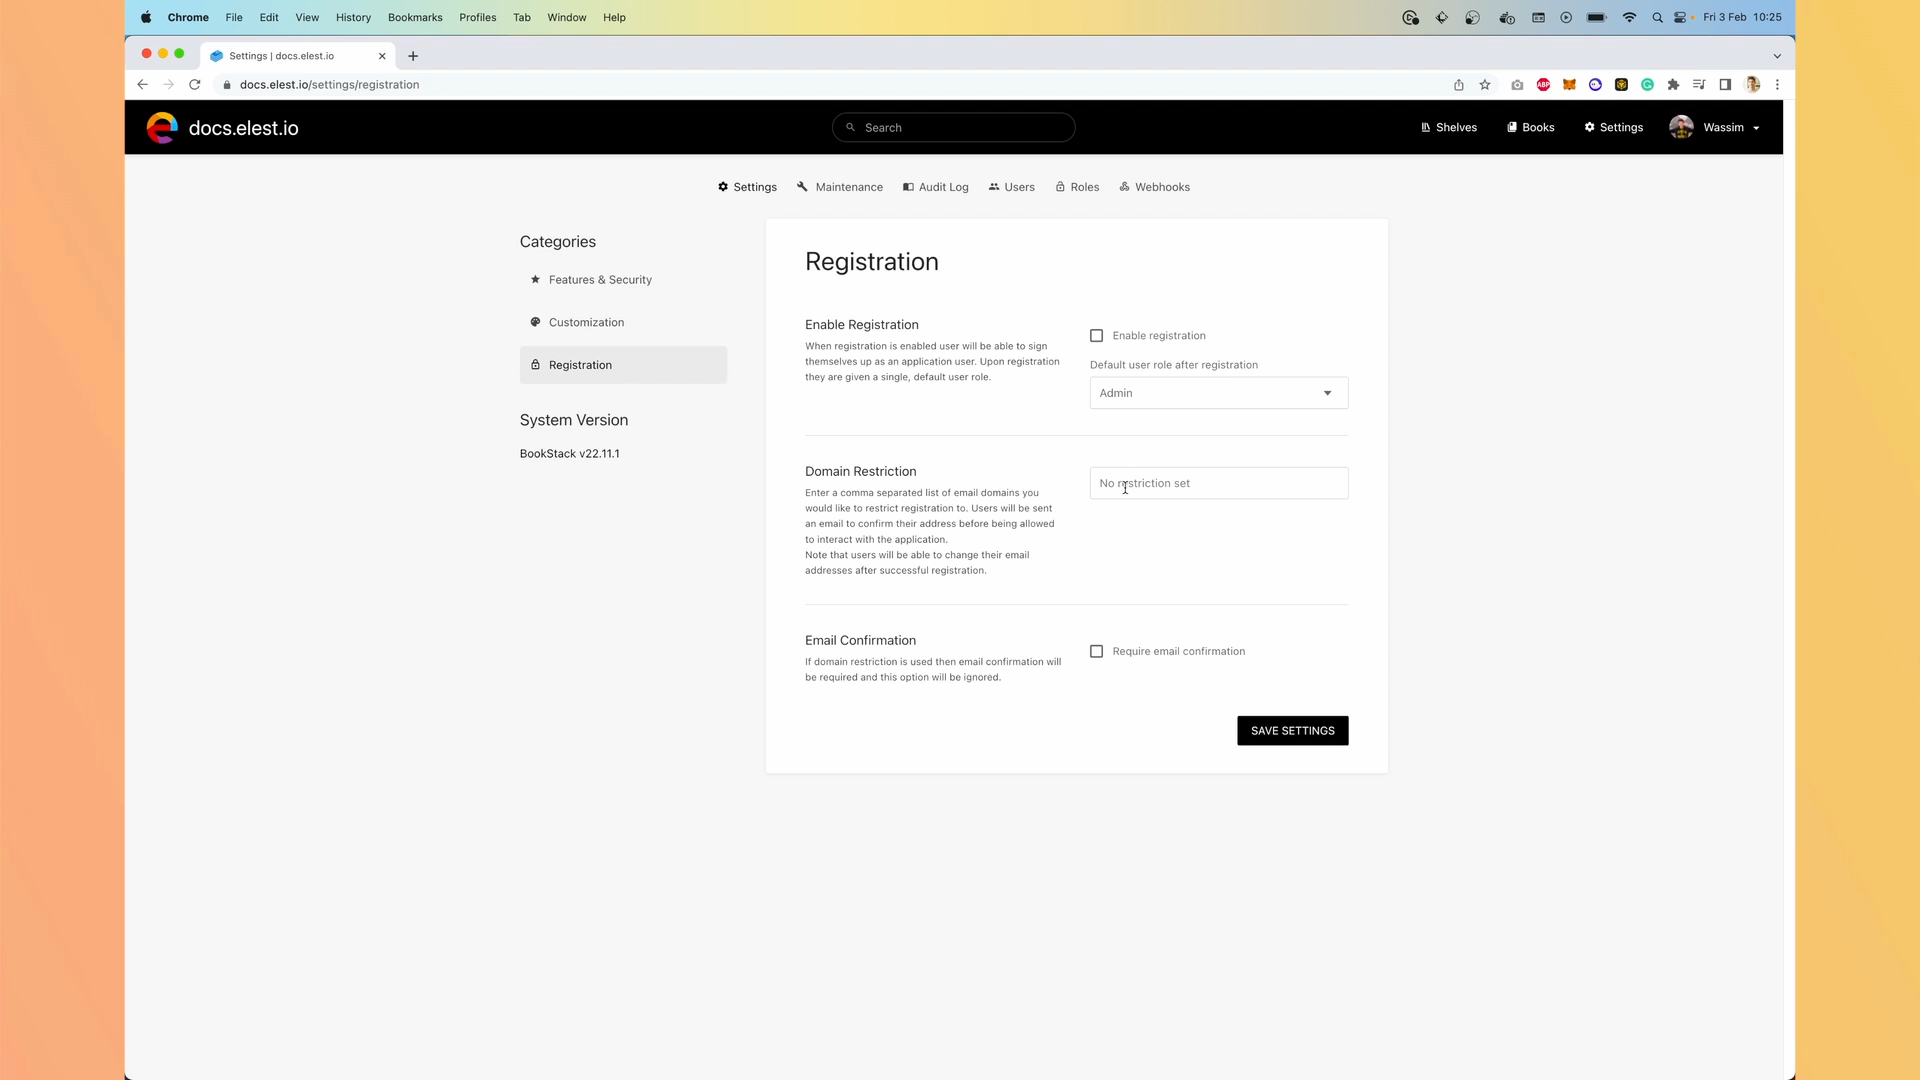 Chrome File Edit View History Bookmarks Profiles Tab Window Help Fri 3 Feb 10:25
Settings | docs.elest.io
docs.elest.io/settings/registration
ABP
docs.elest.io Search Shelves Books Settings Wassim
Settings Maintenance Audit Log Users Roles Webhooks
Categories
Features & Security
Customization
Registration
System Version
BookStack v22.11.1
Registration
Enable Registration
When registration is enabled user will be able to sign
themselves up as an application user. Upon registration
they are given a single, default user role.
Enable registration
Default user role after registration
Admin
Domain Restriction
Enter a comma separated list of email domains you
would like to restrict registration to. Users will be sent
an email to confirm their address before being allowed
to interact with the application.
Note that users will be able to change their email
addresses after successful registration.
No restriction set
Email Confirmation
If domain restriction is used then email confirmation will
be required and this option will be ignored.
Require email confirmation
SAVE SETTINGS